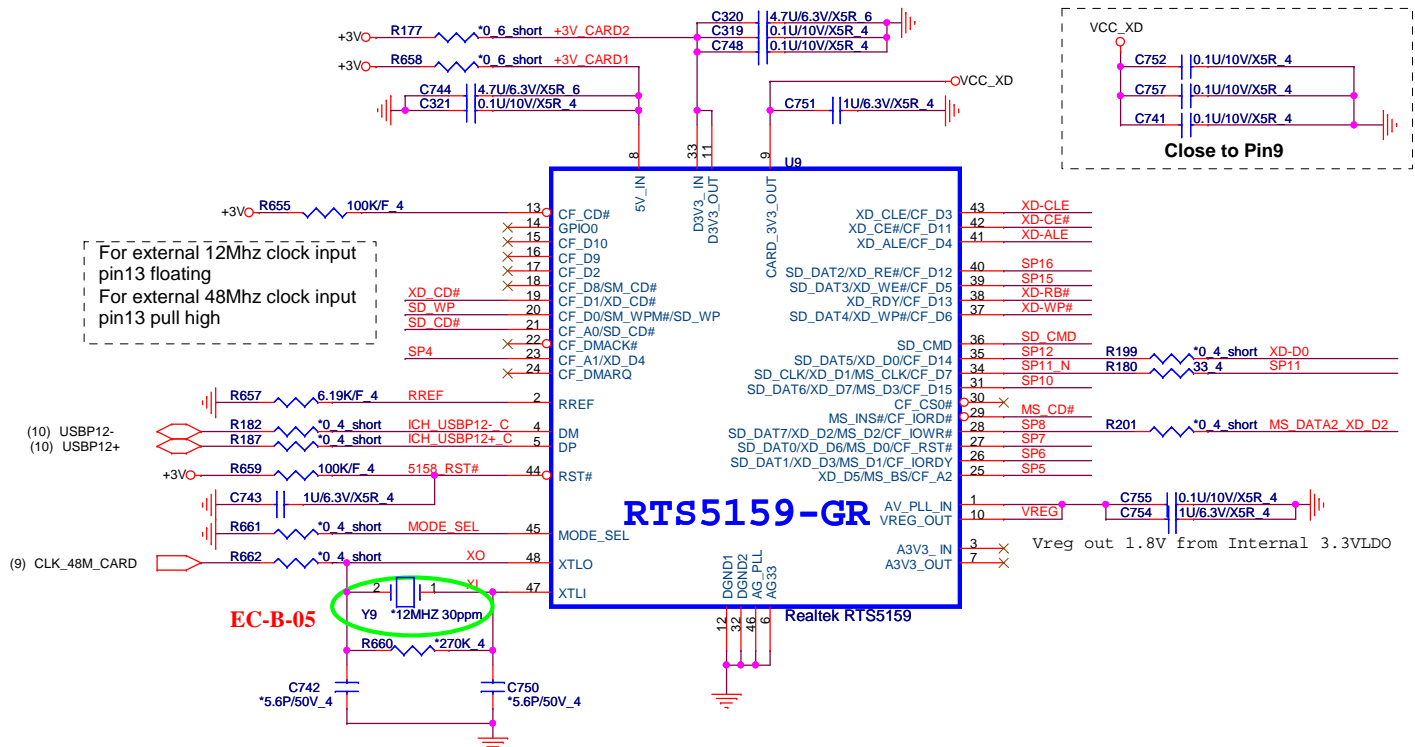 +3V R177 *0_6_short +3V_CARD2
+3V R658 *0_6_short +3V_CARD1
C320 4.7U/6.3V/X5R_6
C319 0.1U/10V/X5R_4
C748 0.1U/10V/X5R_4
C744 4.7U/6.3V/X5R_6
C321 0.1U/10V/X5R_4
VCC_XD
C751 1U/6.3V/X5R_4
VCC_XD
C752 0.1U/10V/X5R_4
C757 0.1U/10V/X5R_4
C741 0.1U/10V/X5R_4
Close to Pin9
U9
8 5V_IN
33 D3V3_IN
11 D3V3_OUT
9 CARD_3V3_OUT
+3V R655 100K/F_4
For external 12Mhz clock input
pin13 floating
For external 48Mhz clock input
pin13 pull high
13 CF_CD#
14 GPIO0
15 CF_D10
16 CF_D9
17 CF_D2
18 CF_D8/SM_CD#
XD_CD# 19 CF_D1/XD_CD#
SD_WP 20 CF_D0/SM_WPM#/SD_WP
SD_CD# 21 CF_A0/SD_CD#
22 CF_DMACK#
SP4 23 CF_A1/XD_D4
24 CF_DMARQ
R657 6.19K/F_4 RREF 2 RREF
(10) USBP12- R182 *0_4_short ICH_USBP12-_C 4 DM
(10) USBP12+ R187 *0_4_short ICH_USBP12+_C 5 DP
+3V R659 100K/F_4 5158_RST# 44 RST#
C743 1U/6.3V/X5R_4
R661 *0_4_short MODE_SEL 45 MODE_SEL
(9) CLK_48M_CARD R662 *0_4_short XO 48 XTLO
2 1 XI 47 XTLI
Y9 *12MHZ 30ppm
EC-B-05
R660 *270K_4
C742
*5.6P/50V_4
C750
*5.6P/50V_4
XD_CLE/CF_D3 43 XD-CLE
XD_CE#/CF_D11 42 XD-CE#
XD_ALE/CF_D4 41 XD-ALE
SD_DAT2/XD_RE#/CF_D12 40 SP16
SD_DAT3/XD_WE#/CF_D5 39 SP15
XD_RDY/CF_D13 38 XD-RB#
SD_DAT4/XD_WP#/CF_D6 37 XD-WP#
SD_CMD 36 SD_CMD
SD_DAT5/XD_D0/CF_D14 35 SP12 R199 *0_4_short XD-D0
SD_CLK/XD_D1/MS_CLK/CF_D7 34 SP11_N R180 33_4 SP11
SD_DAT6/XD_D7/MS_D3/CF_D15 31 SP10
CF_CS0# 30
MS_INS#/CF_IORD# 29 MS_CD#
SD_DAT7/XD_D2/MS_D2/CF_IOWR# 28 SP8 R201 *0_4_short MS_DATA2_XD_D2
SD_DAT0/XD_D6/MS_D0/CF_RST# 27 SP7
SD_DAT1/XD_D3/MS_D1/CF_IORDY 26 SP6
XD_D5/MS_BS/CF_A2 25 SP5
RTS5159-GR
AV_PLL_IN 1
VREG_OUT 10 VREG
C755 0.1U/10V/X5R_4
C754 1U/6.3V/X5R_4
Vreg out 1.8V from Internal 3.3VLDO
A3V3_IN 3
A3V3_OUT 7
DGND1 12
DGND2 32
AG_PLL 46
AG33 6
Realtek RTS5159